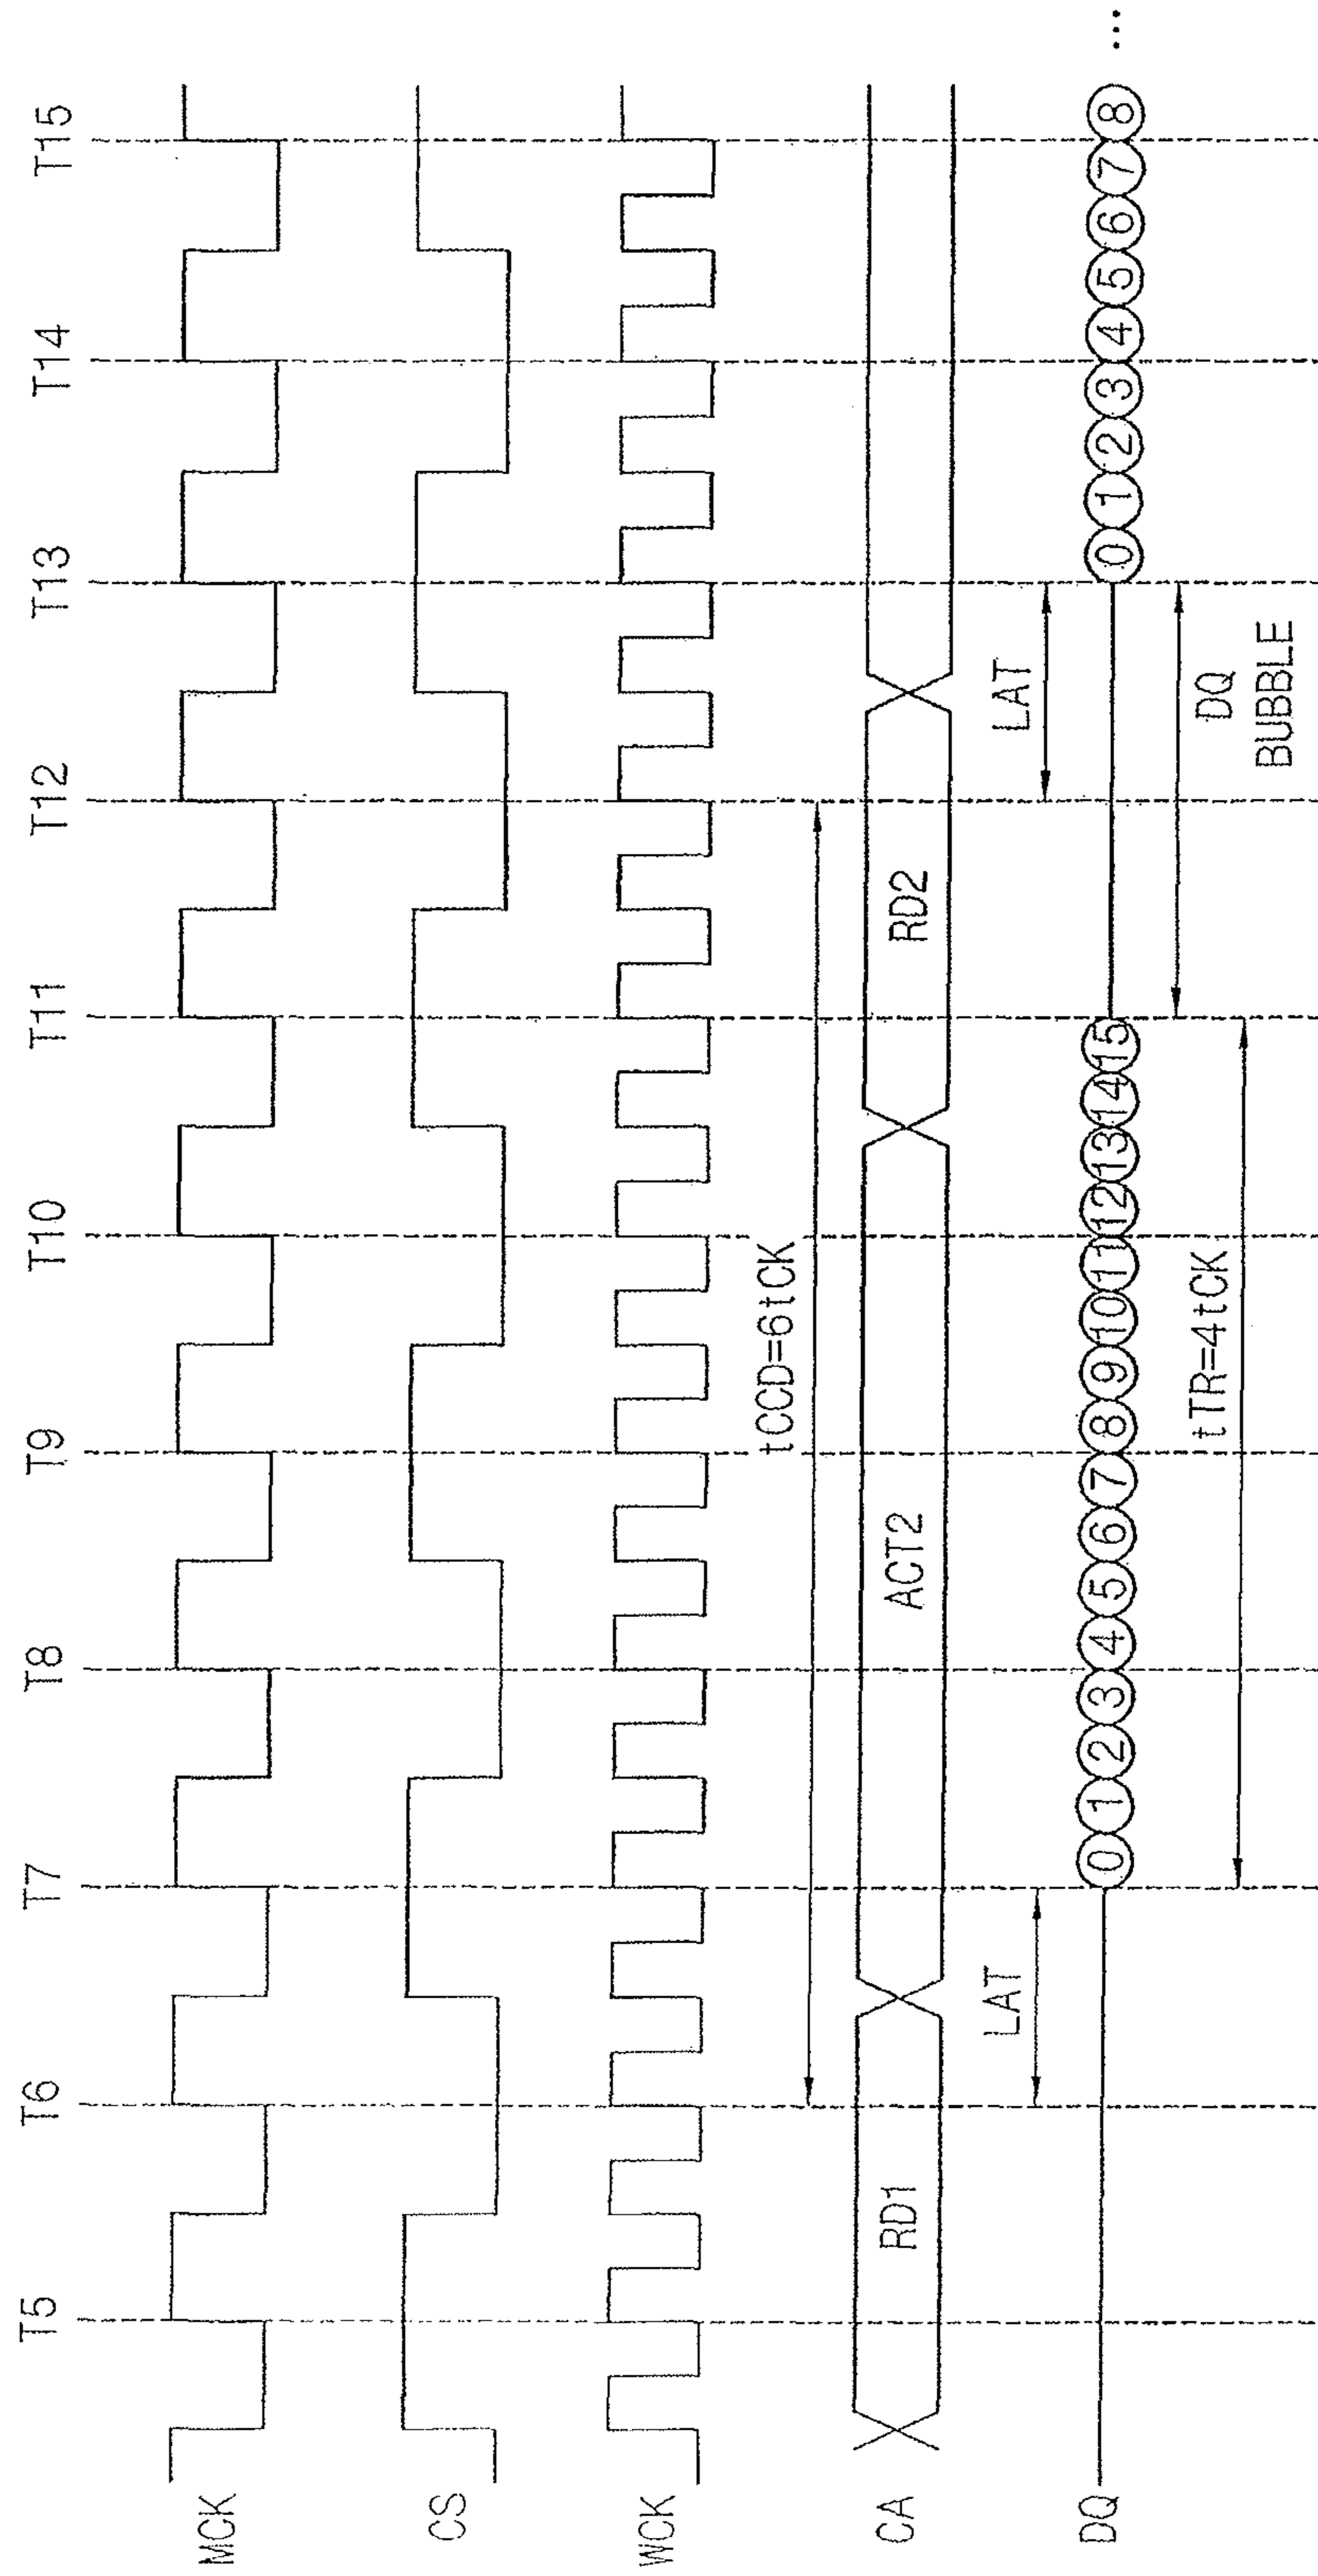 T5 T6 T7 T8 T9 T10 T11 T12 T13 T14 T15
MCK
CS
WCK
tCCD=6tCK
CA RD1 ACT2 RD2
LAT LAT
DQ 0 1 2 3 4 5 6 7 8 9 10 11 12 13 14 15 0 1 2 3 4 5 6 7 8 ...
tTR=4tCK
DQ
BUBBLE